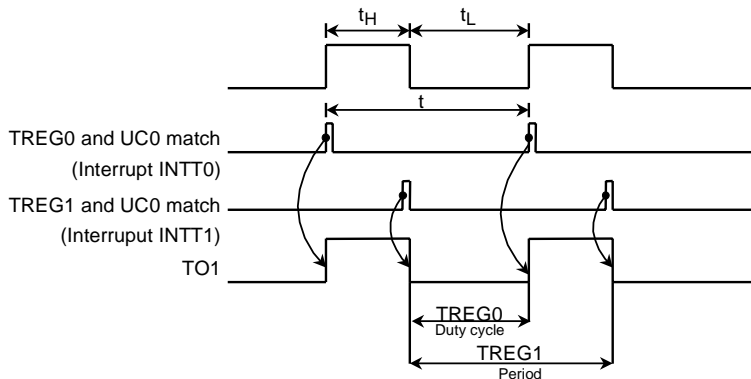 tH
tL
t
TREG0 and UC0 match
(Interrupt INTT0)
TREG1 and UC0 match
(Interruput INTT1)
TO1
TREG0
Duty cycle
TREG1
Period